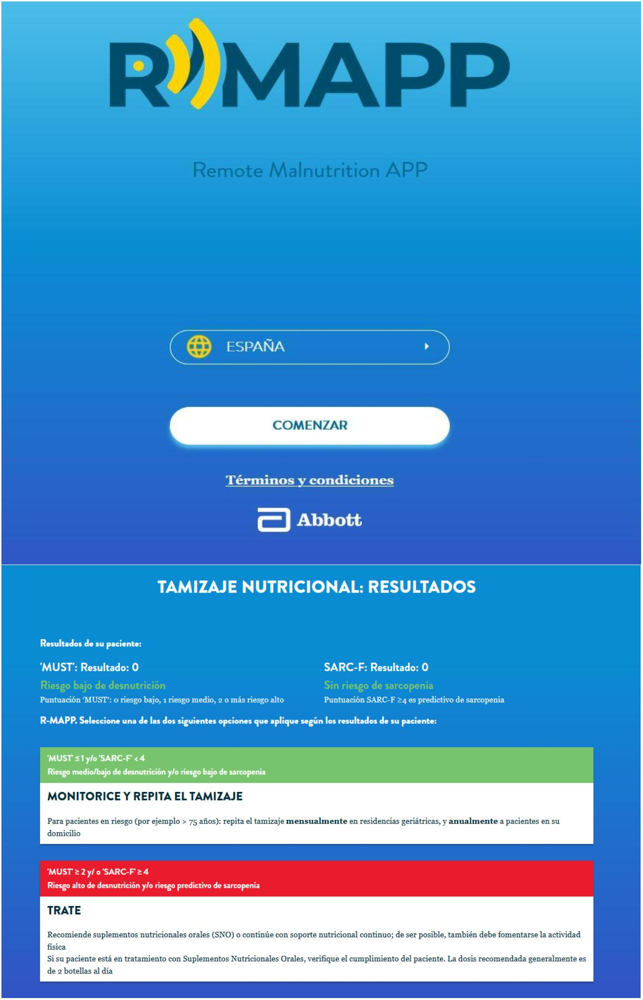 R·))MAPP
Remote Malnutrition APP
ESPAÑA
COMENZAR
Términos y condiciones
Abbott
TAMIZAJE NUTRICIONAL: RESULTADOS
Resultados de su paciente:
'MUST': Resultado: 0
SARC-F: Resultado: 0
Riesgo bajo de desnutrición
Sin riesgo de sarcopenia
Puntuación ‘MUST’: 0 riesgo bajo, 1 riesgo medio, 2 o más riesgo alto
Puntuación SARC-F ≥4 es predictivo de sarcopenia
R-MAPP. Seleccione una de las dos siguientes opciones que aplique según los resultados de su paciente:
'MUST' ≤ 1 y/o 'SARC-F' < 4
Riesgo medio/bajo de desnutrición y/o riesgo bajo de sarcopenia
MONITORICE Y REPITA EL TAMIZAJE
Para pacientes en riesgo (por ejemplo > 75 años): repita el tamizaje mensualmente en residencias geriátricas, y anualmente a pacientes en su
domicilio
'MUST' ≥ 2 y/ o 'SARC-F' ≥ 4
Riesgo alto de desnutrición y/o riesgo predictivo de sarcopenia
TRATE
Recomiende suplementos nutricionales orales (SNO) o continúe con soporte nutricional continuo; de ser posible, también debe fomentarse la actividad
física
Si su paciente está en tratamiento con Suplementos Nutricionales Orales, verifique el cumplimiento del paciente. La dosis recomendada generalmente es
de 2 botellas al día